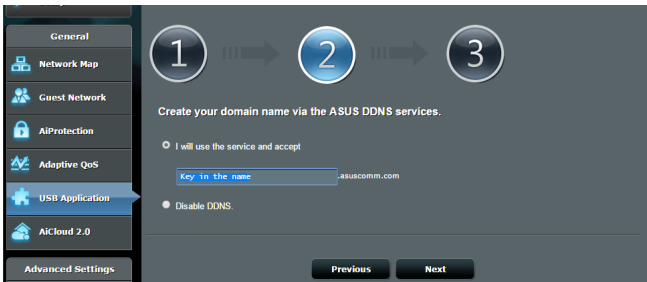 General
Network Map
Guest Network
AiProtection
Adaptive QoS
USB Application
AiCloud 2.0
Advanced Settings
1
2
3
Create your domain name via the ASUS DDNS services.
I will use the service and accept
Key in the name .asuscomm.com
Disable DDNS.
Previous Next